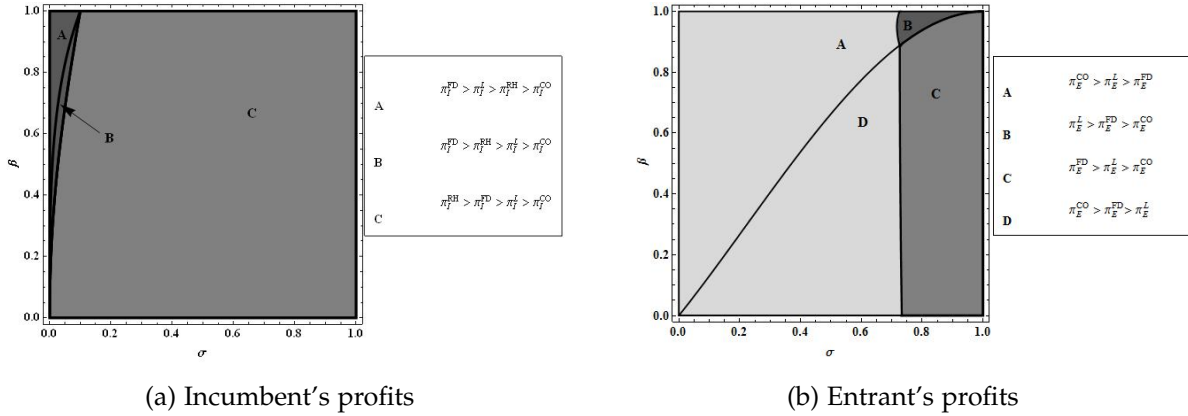 1.0
0.8
0.6
0.4
0.2
0.0
β
A
B
C
0.0 0.2 0.4 0.6 0.8 1.0
σ
A π_I^FD > π_I^L > π_I^RH > π_I^CO
B π_I^FD > π_I^RH > π_I^L > π_I^CO
C π_I^RH > π_I^FD > π_I^L > π_I^CO
(a) Incumbent's profits
1.0
0.8
0.6
0.4
0.2
0.0
β
A
B
C
D
0.0 0.2 0.4 0.6 0.8 1.0
σ
A π_E^CO > π_E^L > π_E^FD
B π_E^L > π_E^FD > π_E^CO
C π_E^FD > π_E^L > π_E^CO
D π_E^CO > π_E^FD > π_E^L
(b) Entrant's profits